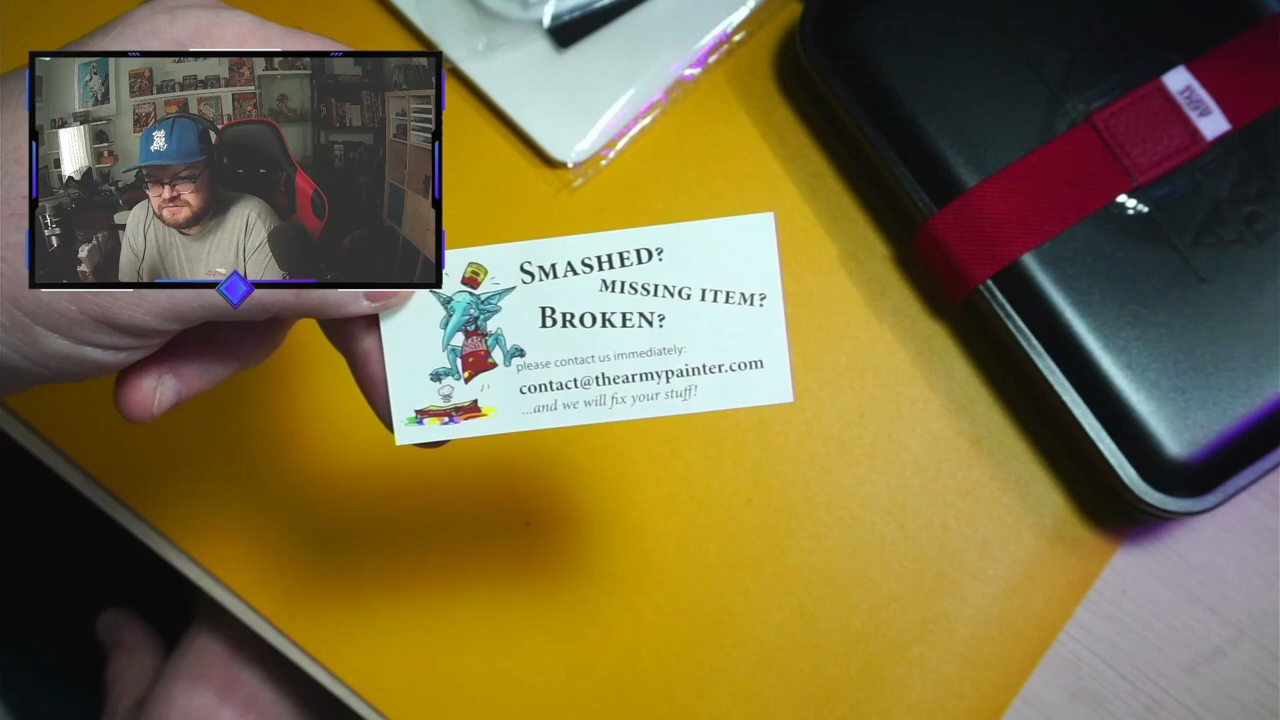 SMASHED?
MISSING ITEM?
BROKEN?
please contact us immediately:
contact@thearmypainter.com
...and we will fix your stuff!